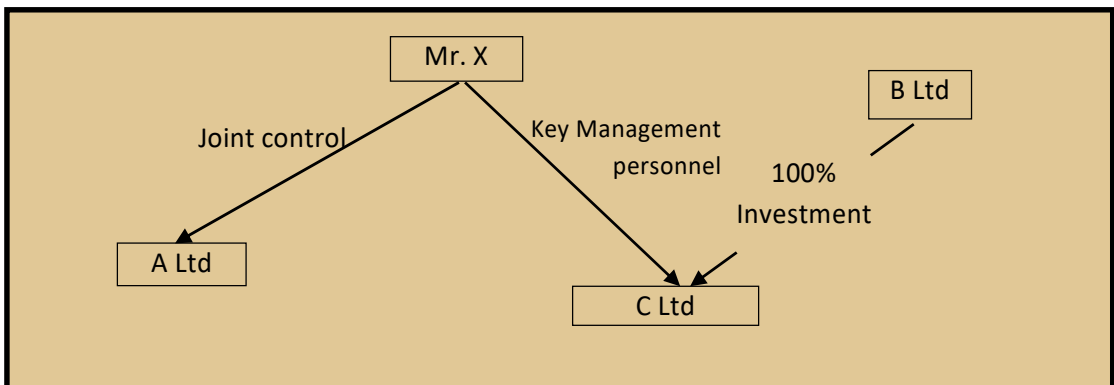 Mr. X
B Ltd
Joint control
Key Management
personnel
100%
Investment
A Ltd
C Ltd